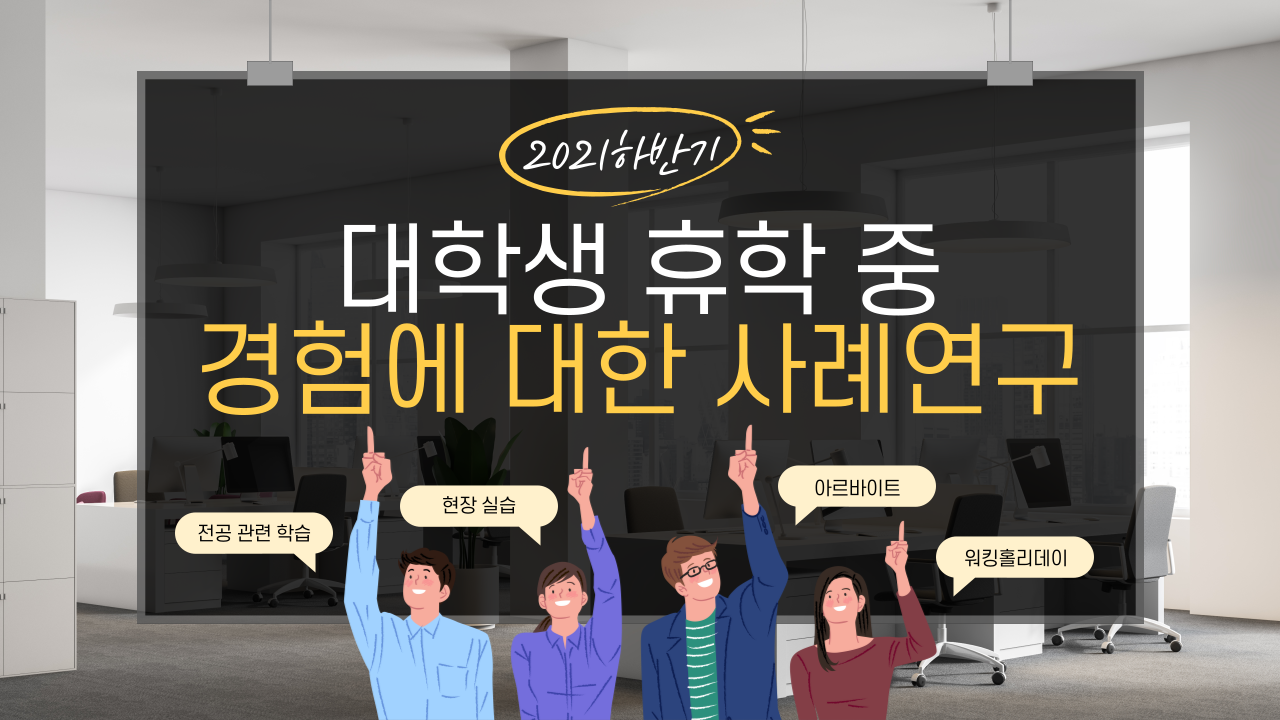 2021하반기
대학생 휴학 중
경험에 대한 사례연구
전공 관련 학습
현장 실습
아르바이트
워킹홀리데이